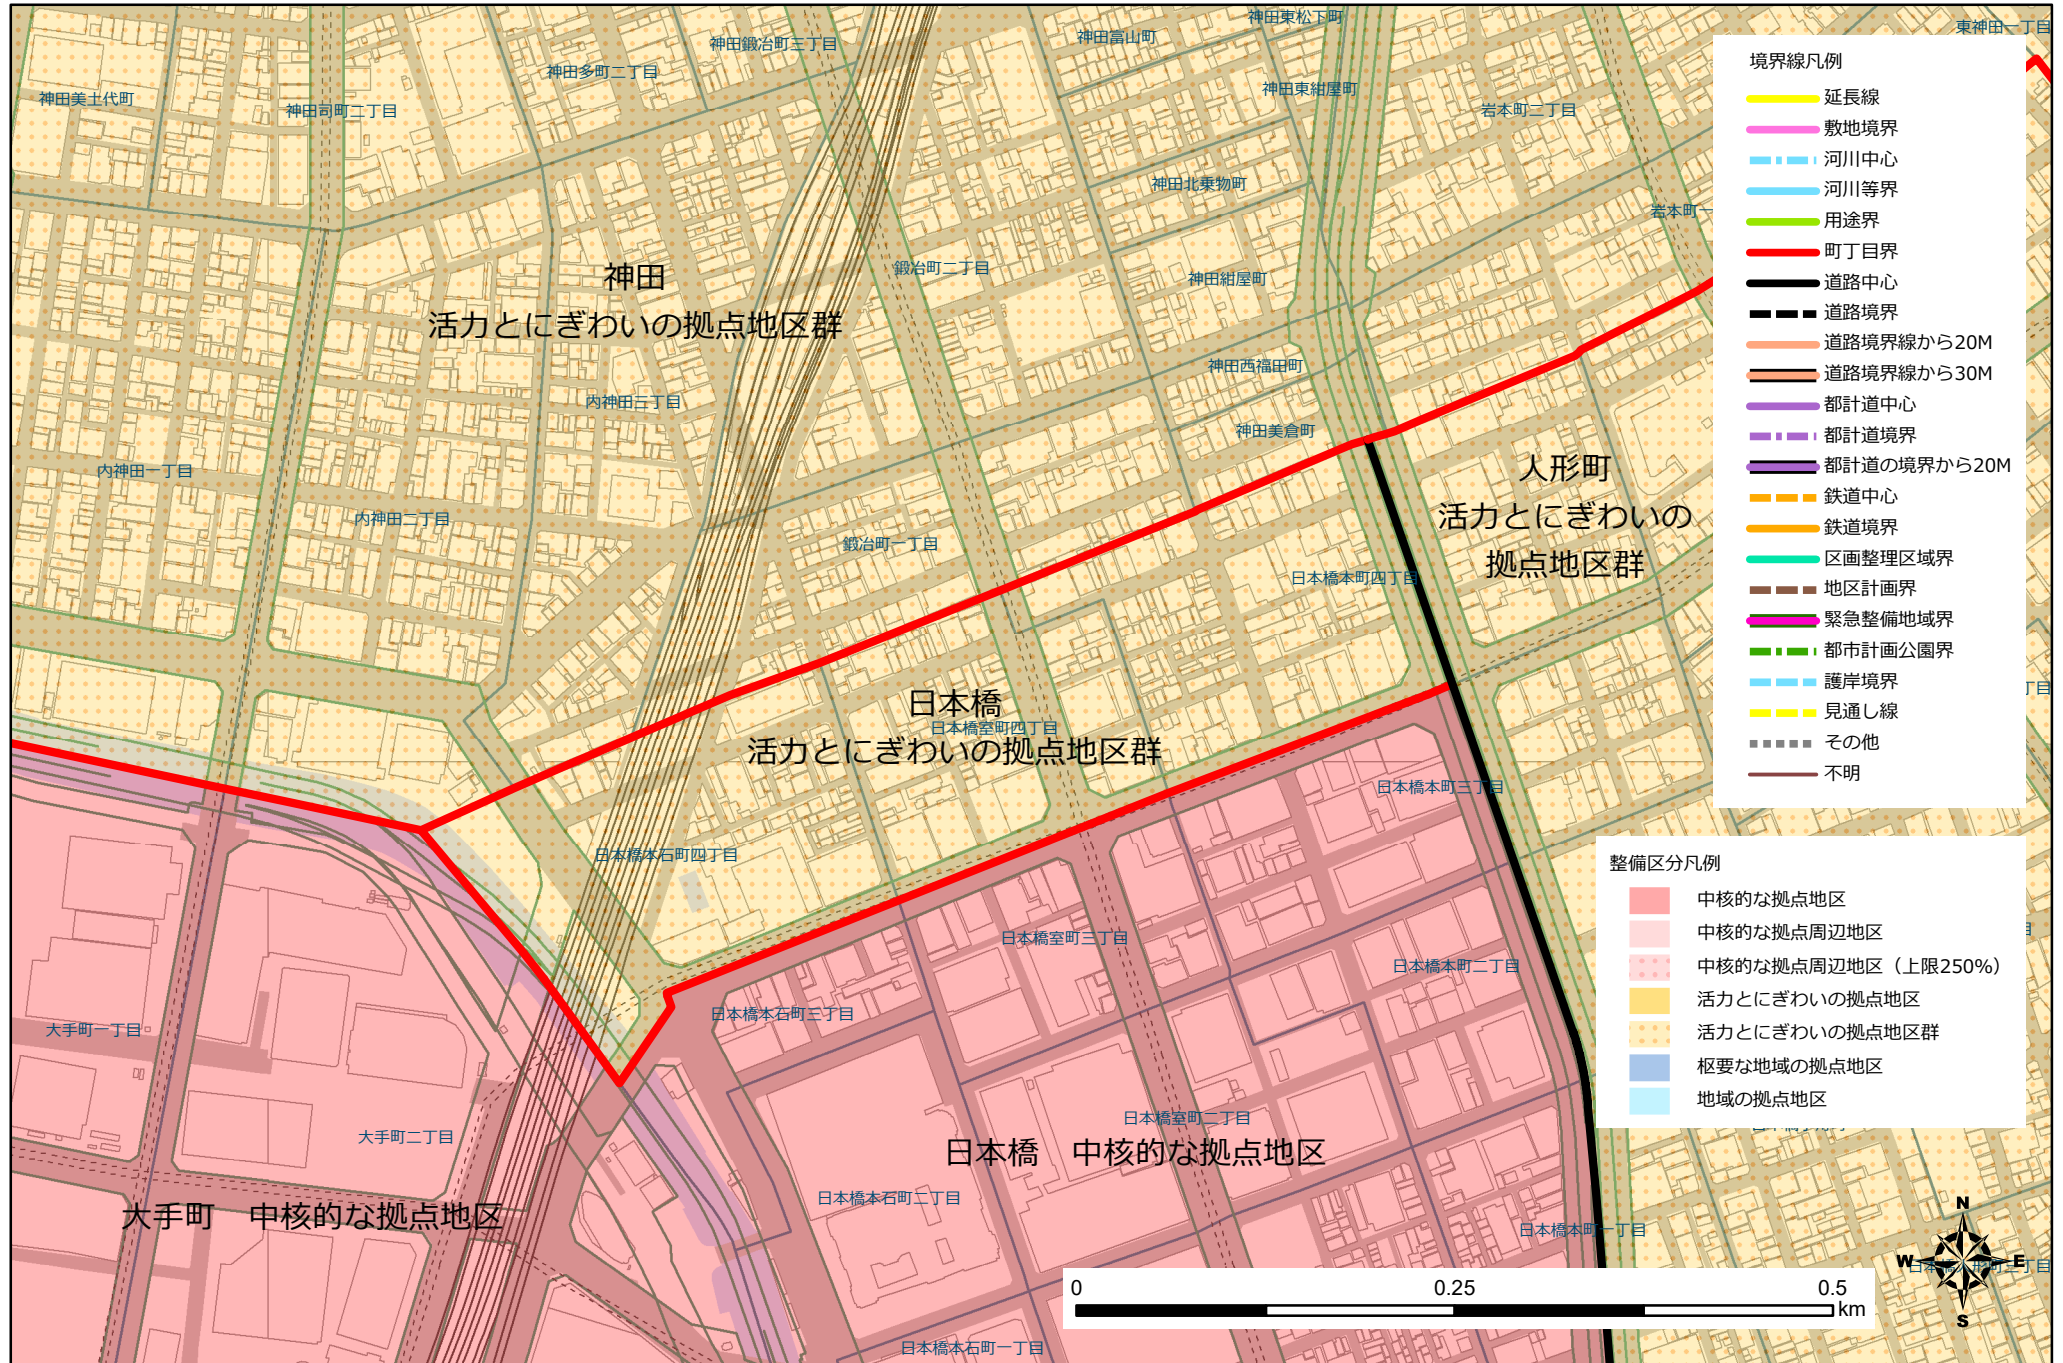 神田東松下町
東神田一丁目
神田鍛冶町三丁目
神田富山町
神田多町二丁目
神田美土代町
神田司町二丁目
神田東紺屋町
岩本町二丁目
神田北乗物町
岩本町一
鍛冶町二丁目
神田紺屋町
神田
活力とにぎわいの拠点地区群
神田西福田町
内神田三丁目
神田美倉町
内神田一丁目
内神田二丁目
鍛冶町一丁目
人形町
活力とにぎわいの
拠点地区群
日本橋本町四丁目
日本橋
日本橋室町四丁目
活力とにぎわいの拠点地区群
日本橋本町三丁目
日本橋本石町四丁目
日本橋室町三丁目
日本橋本町二丁目
日本橋本石町三丁目
大手町一丁目
日本橋室町二丁目
大手町二丁目
日本橋 中核的な拠点地区
日本橋本石町二丁目
大手町 中核的な拠点地区
日本橋本町一丁目
日本橋本石町一丁目
境界線凡例
延長線
敷地境界
河川中心
河川等界
用途界
町丁目界
道路中心
道路境界
道路境界線から20M
道路境界線から30M
都計道中心
都計道境界
都計道の境界から20M
鉄道中心
鉄道境界
区画整理区域界
地区計画界
緊急整備地域界
都市計画公園界
護岸境界
見通し線
その他
不明
丁目
整備区分凡例
中核的な拠点地区
中核的な拠点周辺地区
中核的な拠点周辺地区（上限250%）
活力とにぎわいの拠点地区
活力とにぎわいの拠点地区群
枢要な地域の拠点地区
地域の拠点地区
N
W
E
S
0
0.25
0.5
km